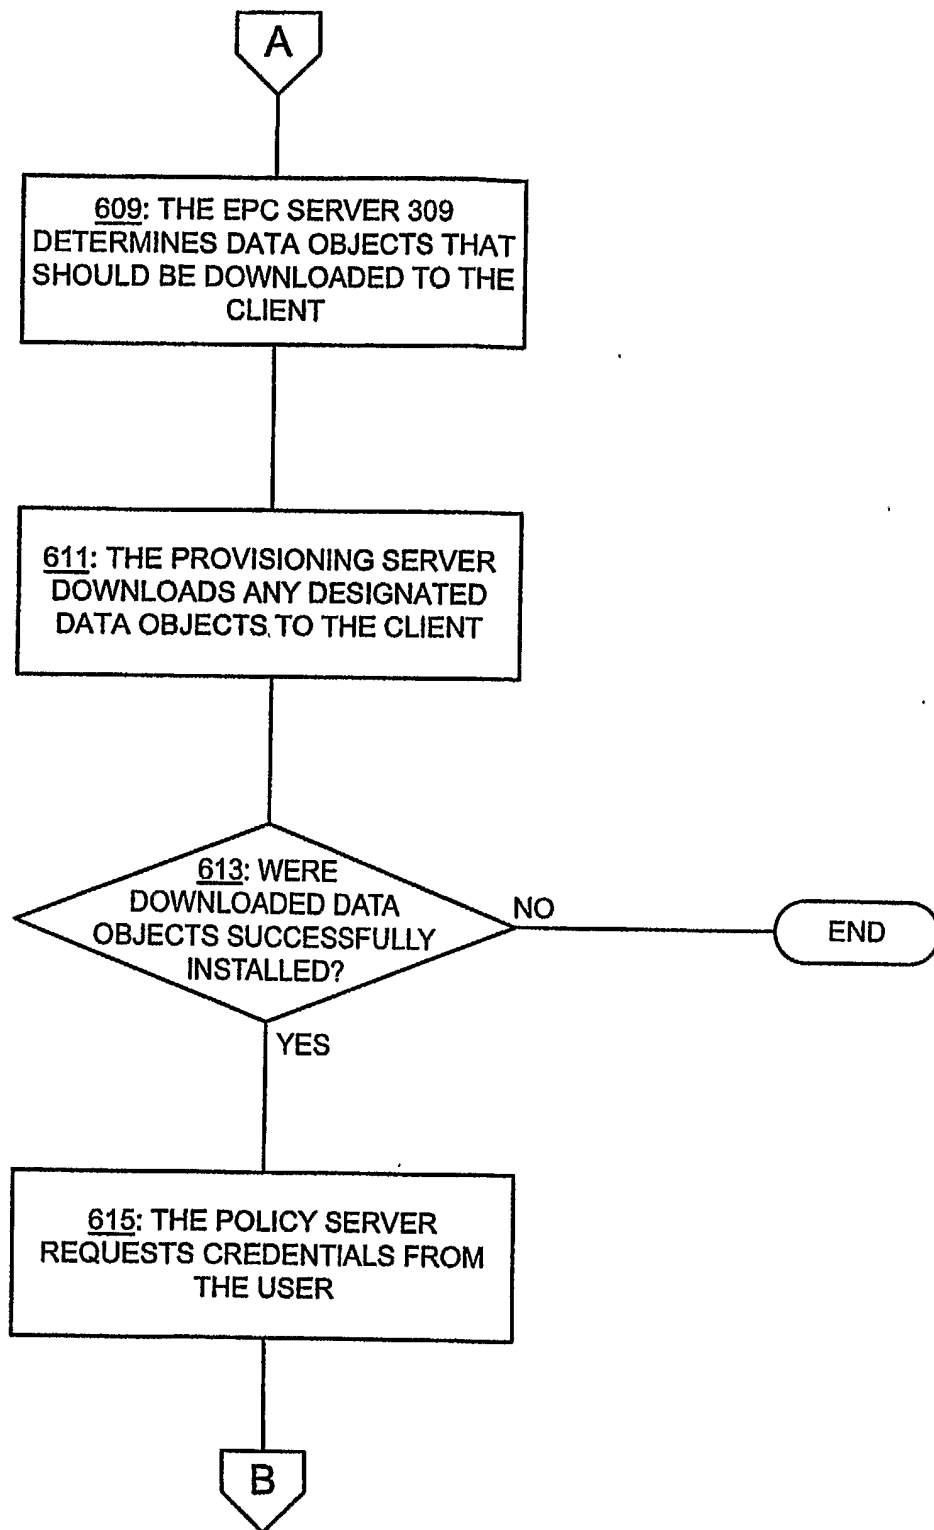 A
609: THE EPC SERVER 309
DETERMINES DATA OBJECTS THAT
SHOULD BE DOWNLOADED TO THE
CLIENT
611: THE PROVISIONING SERVER
DOWNLOADS ANY DESIGNATED
DATA OBJECTS TO THE CLIENT
613: WERE
DOWNLOADED DATA
OBJECTS SUCCESSFULLY
INSTALLED?
NO
END
YES
615: THE POLICY SERVER
REQUESTS CREDENTIALS FROM
THE USER
B